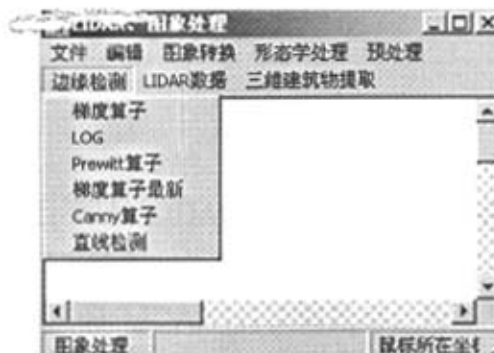 LIDAR、图象处理
文件 编辑 图象转换 形态学处理 预处理
边缘检测 LIDAR数据 三维建筑物提取
梯度算子
LOG
Prewitt算子
梯度算子最新
Canny算子
直线检测
图象处理 鼠标所在坐